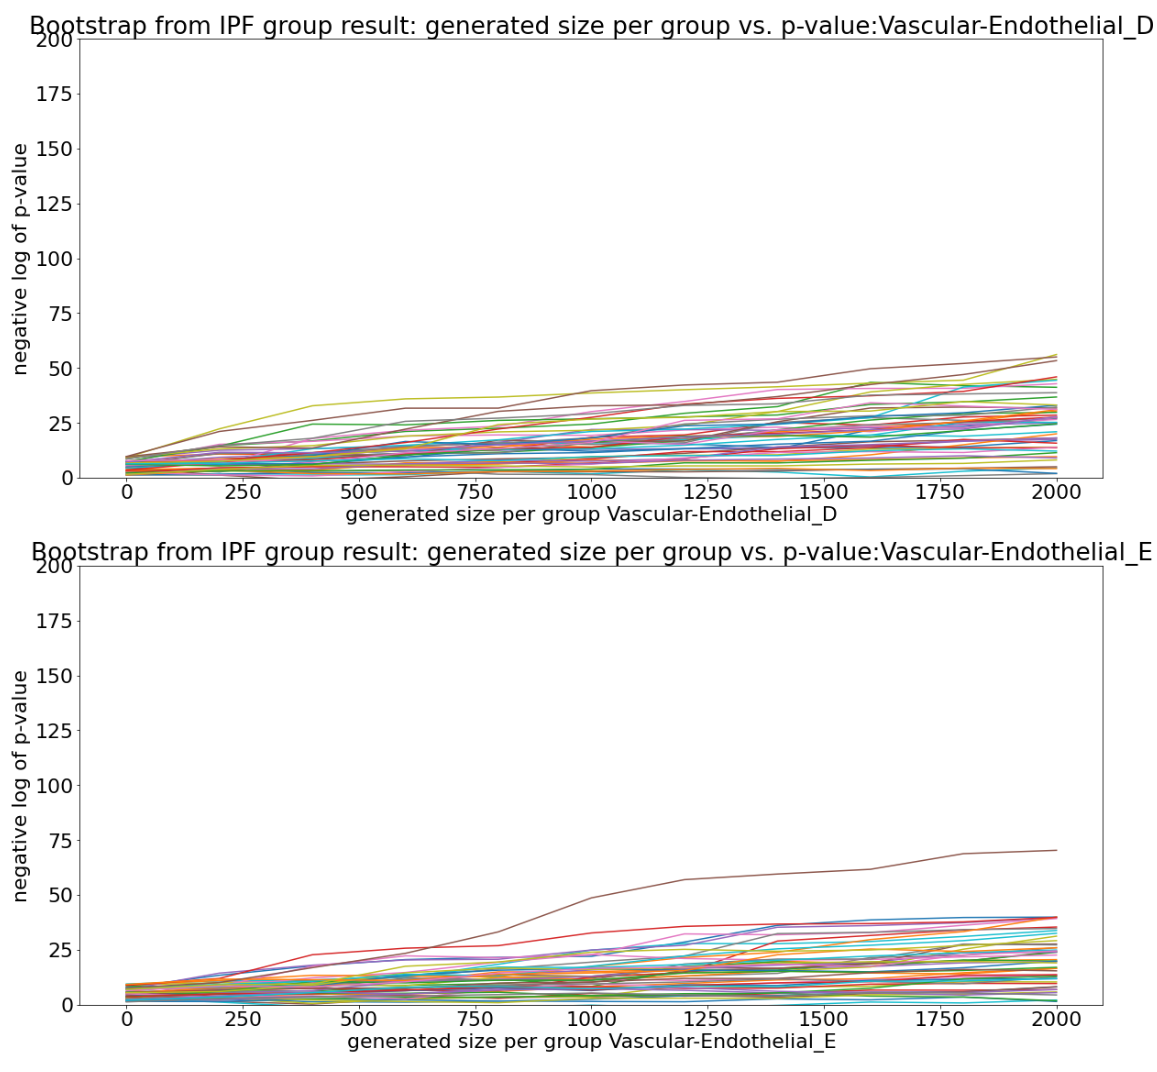 Bootstrap from IPF group result: generated size per group vs. p-value:Vascular-Endothelial_D
200
175
150
125
100
75
50
25
0
negative log of p-value
0 250 500 750 1000 1250 1500 1750 2000
generated size per group Vascular-Endothelial_D
Bootstrap from IPF group result: generated size per group vs. p-value:Vascular-Endothelial_E
200
175
150
125
100
75
50
25
0
negative log of p-value
0 250 500 750 1000 1250 1500 1750 2000
generated size per group Vascular-Endothelial_E